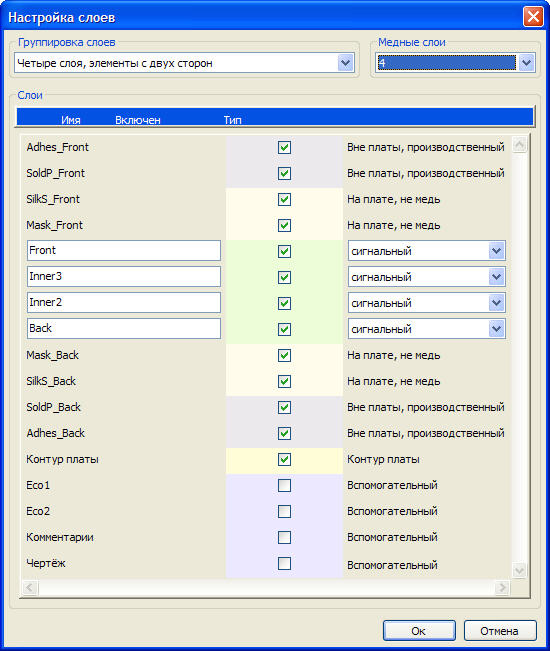 Настройка слоев
Группировка слоев Медные слои
Четыре слоя, элементы с двух сторон 4
Слои
Имя Включен Тип
Adhes_Front Вне платы, производственный
SoldP_Front Вне платы, производственный
SilkS_Front На плате, не медь
Mask_Front На плате, не медь
Front сигнальный
Inner3 сигнальный
Inner2 сигнальный
Back сигнальный
Mask_Back На плате, не медь
SilkS_Back На плате, не медь
SoldP_Back Вне платы, производственный
Adhes_Back Вне платы, производственный
Контур платы Контур платы
Eco1 Вспомогательный
Eco2 Вспомогательный
Комментарии Вспомогательный
Чертёж Вспомогательный
Ок Отмена